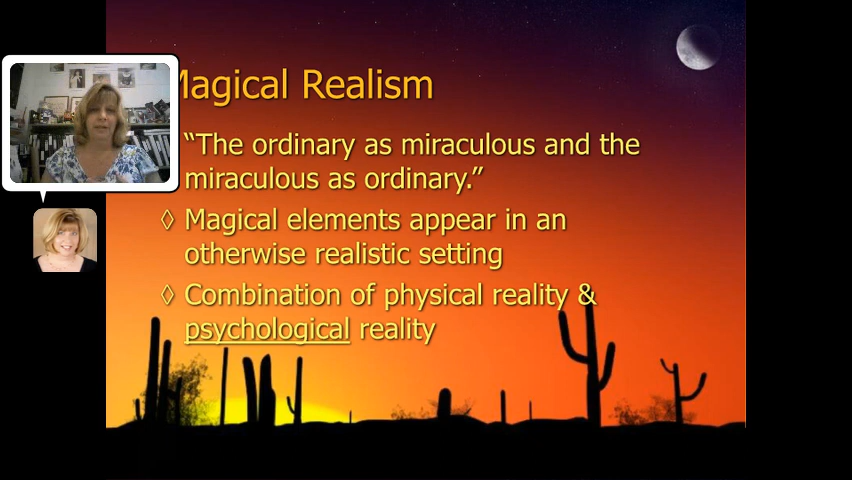 Magical Realism
“The ordinary as miraculous and the
miraculous as ordinary.”
◊ Magical elements appear in an
otherwise realistic setting
◊ Combination of physical reality &
psychological reality